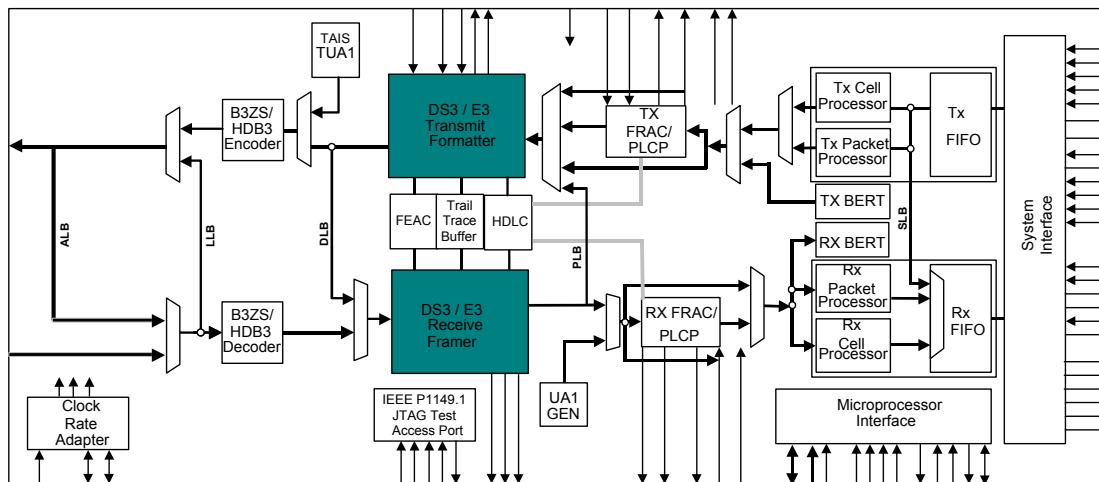 TAIS
TUA1
B3ZS/
HDB3
Encoder
DS3 / E3
Transmit
Formatter
TX
FRAC/
PLCP
Tx Cell
Processor
Tx Packet
Processor
Tx
FIFO
TX BERT
RX BERT
System
Interface
FEAC
Trail
Trace
Buffer
HDLC
ALB
LLB
DLB
PLB
SLB
B3ZS/
HDB3
Decoder
DS3 / E3
Receive
Framer
RX FRAC/
PLCP
Rx
Packet
Processor
Rx
Cell
Processor
Rx
FIFO
UA1
GEN
Clock
Rate
Adapter
IEEE P1149.1
JTAG Test
Access Port
Microprocessor
Interface